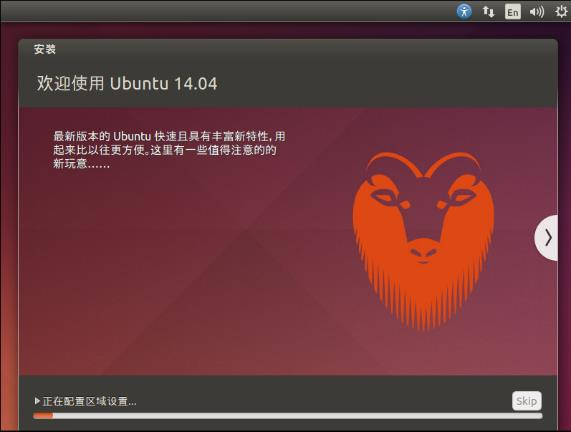 En
安装
欢迎使用 Ubuntu 14.04
最新版本的 Ubuntu 快速且具有丰富新特性，用
起来比以往更方便。这里有一些值得注意的的
新玩意……
正在配置区域设置...
Skip